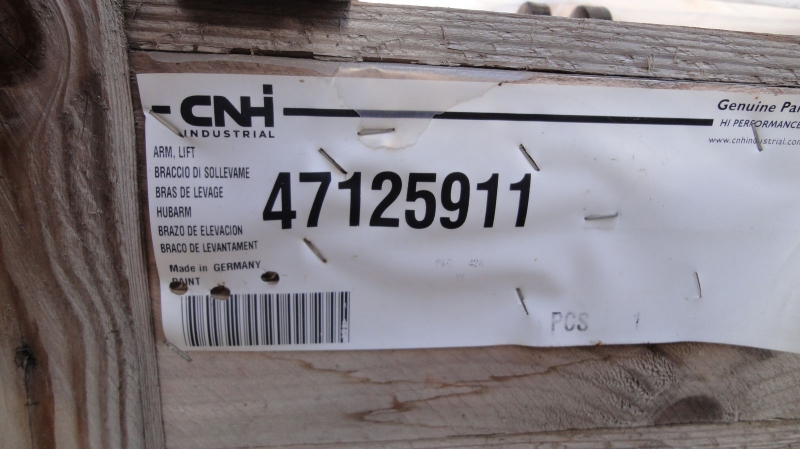 CNH
INDUSTRIAL
Genuine
HI PERFORMANCE
www.cnhindustrial.com
ARM, LIFT
BRACCIO DI SOLLEVAME
BRAS DE LEVAGE
HUBARM
BRAZO DE ELEVACION
BRACO DE LEVANTAMENT
47125911
Made in GERMANY
PAINT
PCS 1